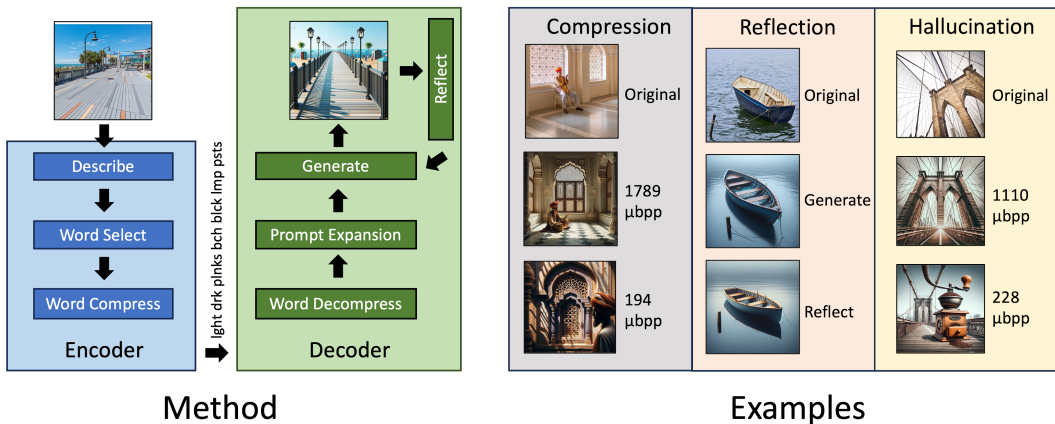 Describe
Word Select
Word Compress
Encoder
lght drk plnks bch blck lmp psts
Reflect
Generate
Prompt Expansion
Word Decompress
Decoder
Method
Compression
Original
1789
µbpp
194
µbpp
Reflection
Original
Generate
Reflect
Hallucination
Original
1110
µbpp
228
µbpp
Examples